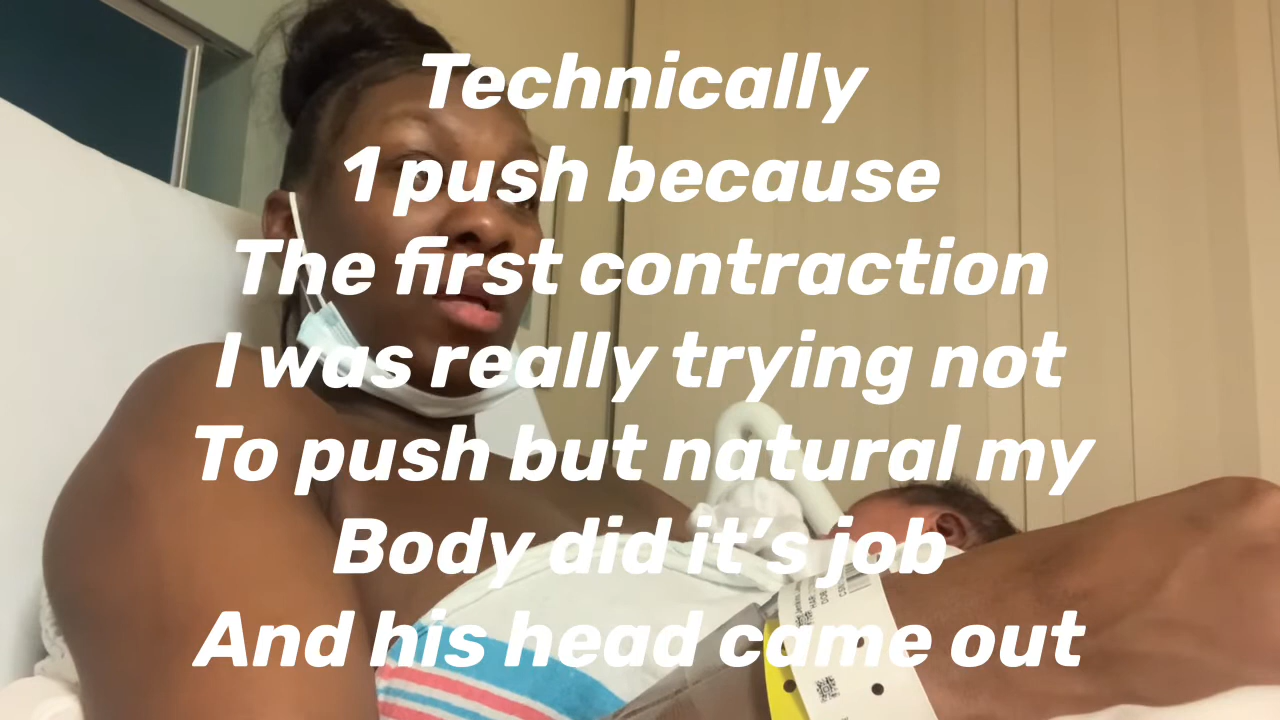 Technically
1 push because
The first contraction
I was really trying not
To push but natural my
Body did it’s job
And his head came out
DOB